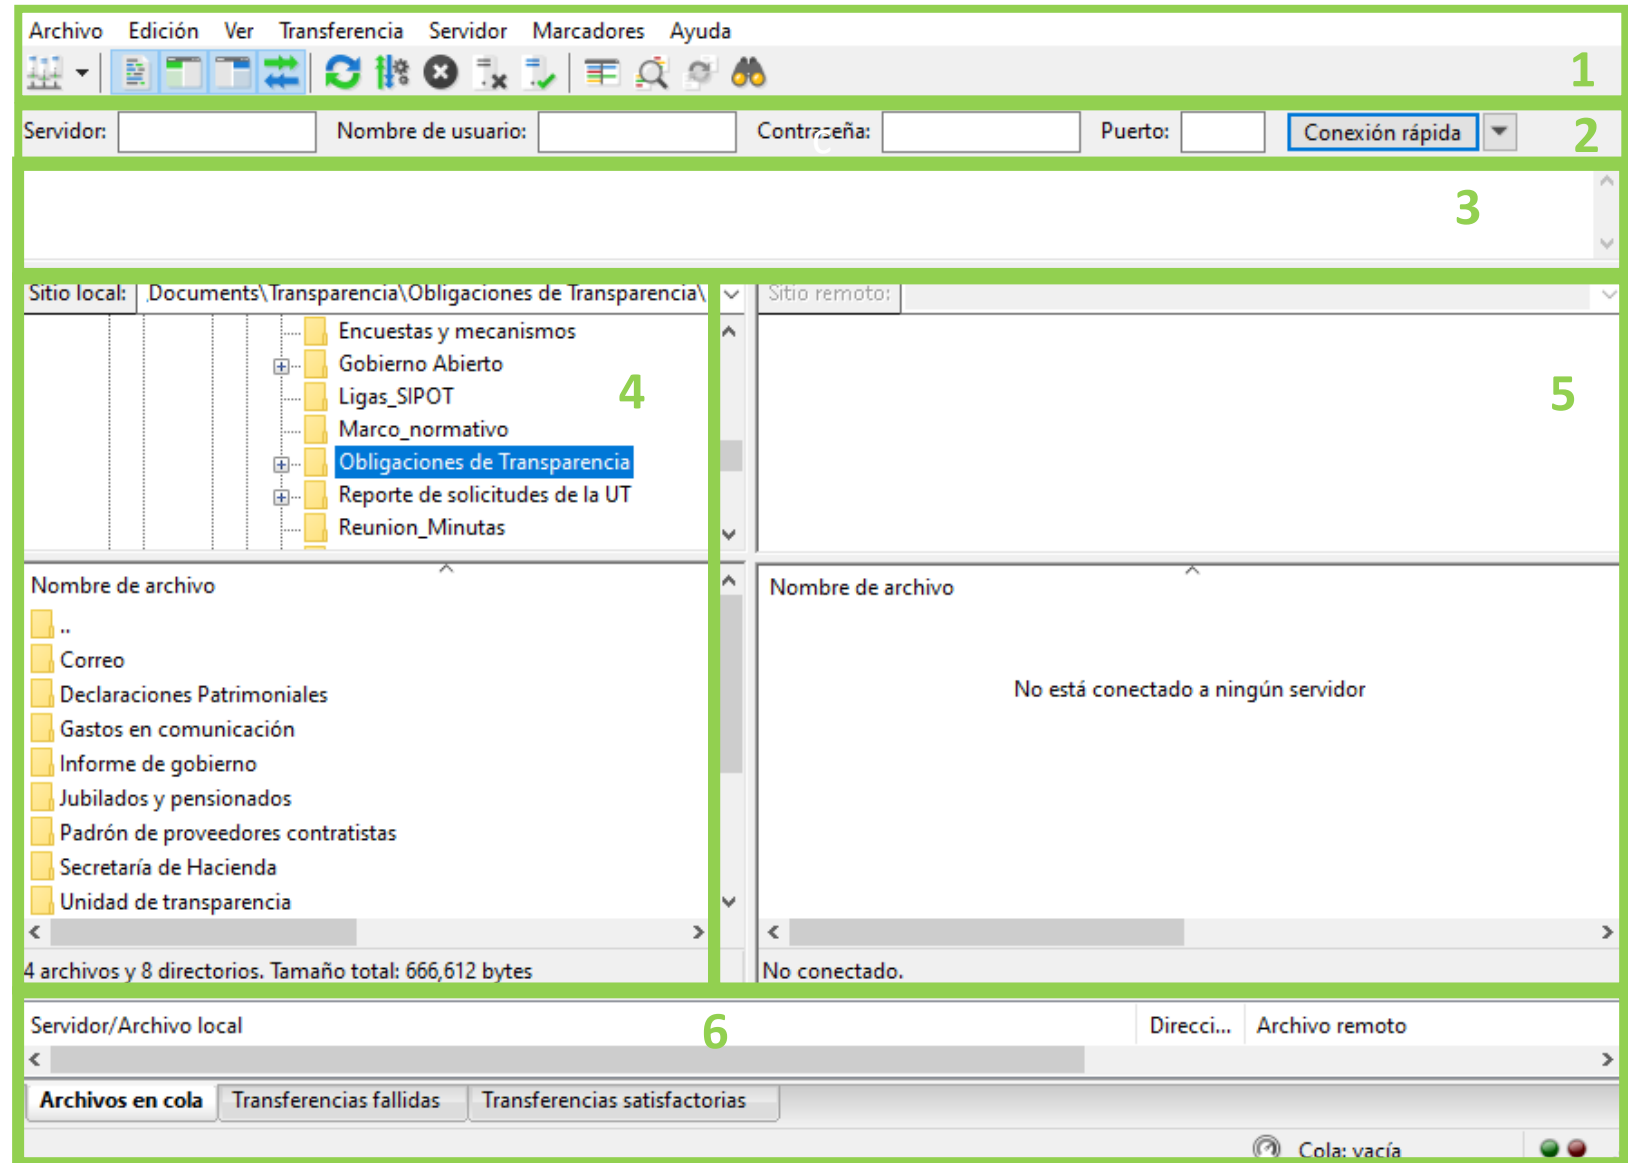 Archivo Edición Ver Transferencia Servidor Marcadores Ayuda
1
Servidor: Nombre de usuario: Contraseña: Puerto: Conexión rápida
2
3
Sitio local: Documents\Transparencia\Obligaciones de Transparencia\
Encuestas y mecanismos
Gobierno Abierto
Ligas_SIPOT
Marco_normativo
Obligaciones de Transparencia
Reporte de solicitudes de la UT
Reunion_Minutas
4
Nombre de archivo
..
Correo
Declaraciones Patrimoniales
Gastos en comunicación
Informe de gobierno
Jubilados y pensionados
Padrón de proveedores contratistas
Secretaría de Hacienda
Unidad de transparencia
4 archivos y 8 directorios. Tamaño total: 666,612 bytes
Sitio remoto:
5
Nombre de archivo
No está conectado a ningún servidor
No conectado.
Servidor/Archivo local Direcci... Archivo remoto
6
Archivos en cola Transferencias fallidas Transferencias satisfactorias
Cola: vacía